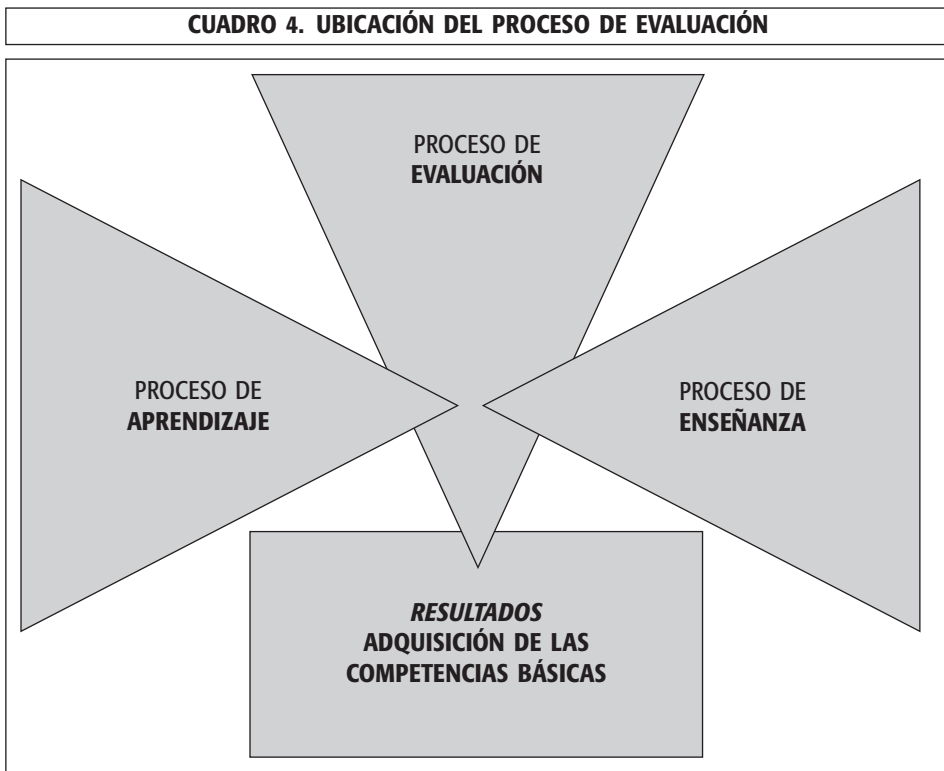 CUADRO 4. UBICACIÓN DEL PROCESO DE EVALUACIÓN
PROCESO DE
EVALUACIÓN
PROCESO DE
APRENDIZAJE
PROCESO DE
ENSEÑANZA
RESULTADOS
ADQUISICIÓN DE LAS
COMPETENCIAS BÁSICAS